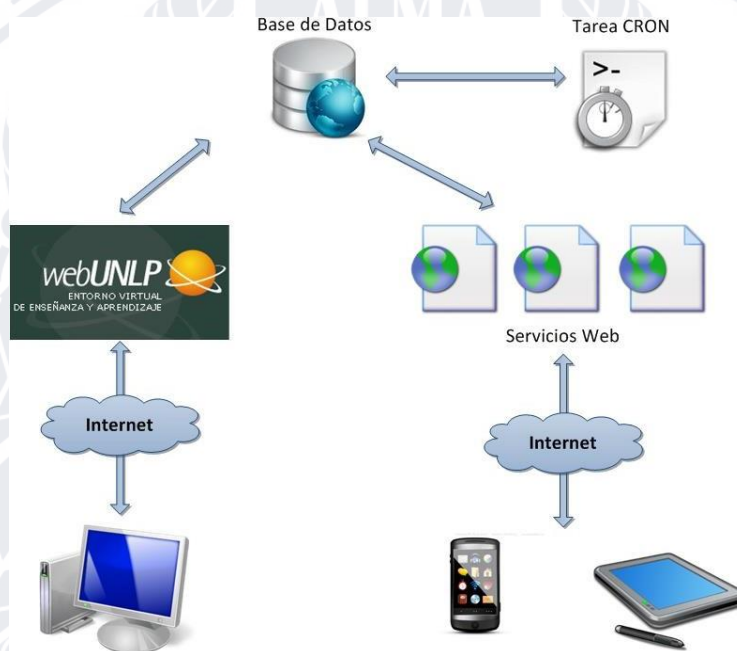 Base de Datos
Tarea CRON
>-
webUNLP
ENTORNO VIRTUAL
DE ENSEÑANZA Y APRENDIZAJE
Servicios Web
Internet
Internet